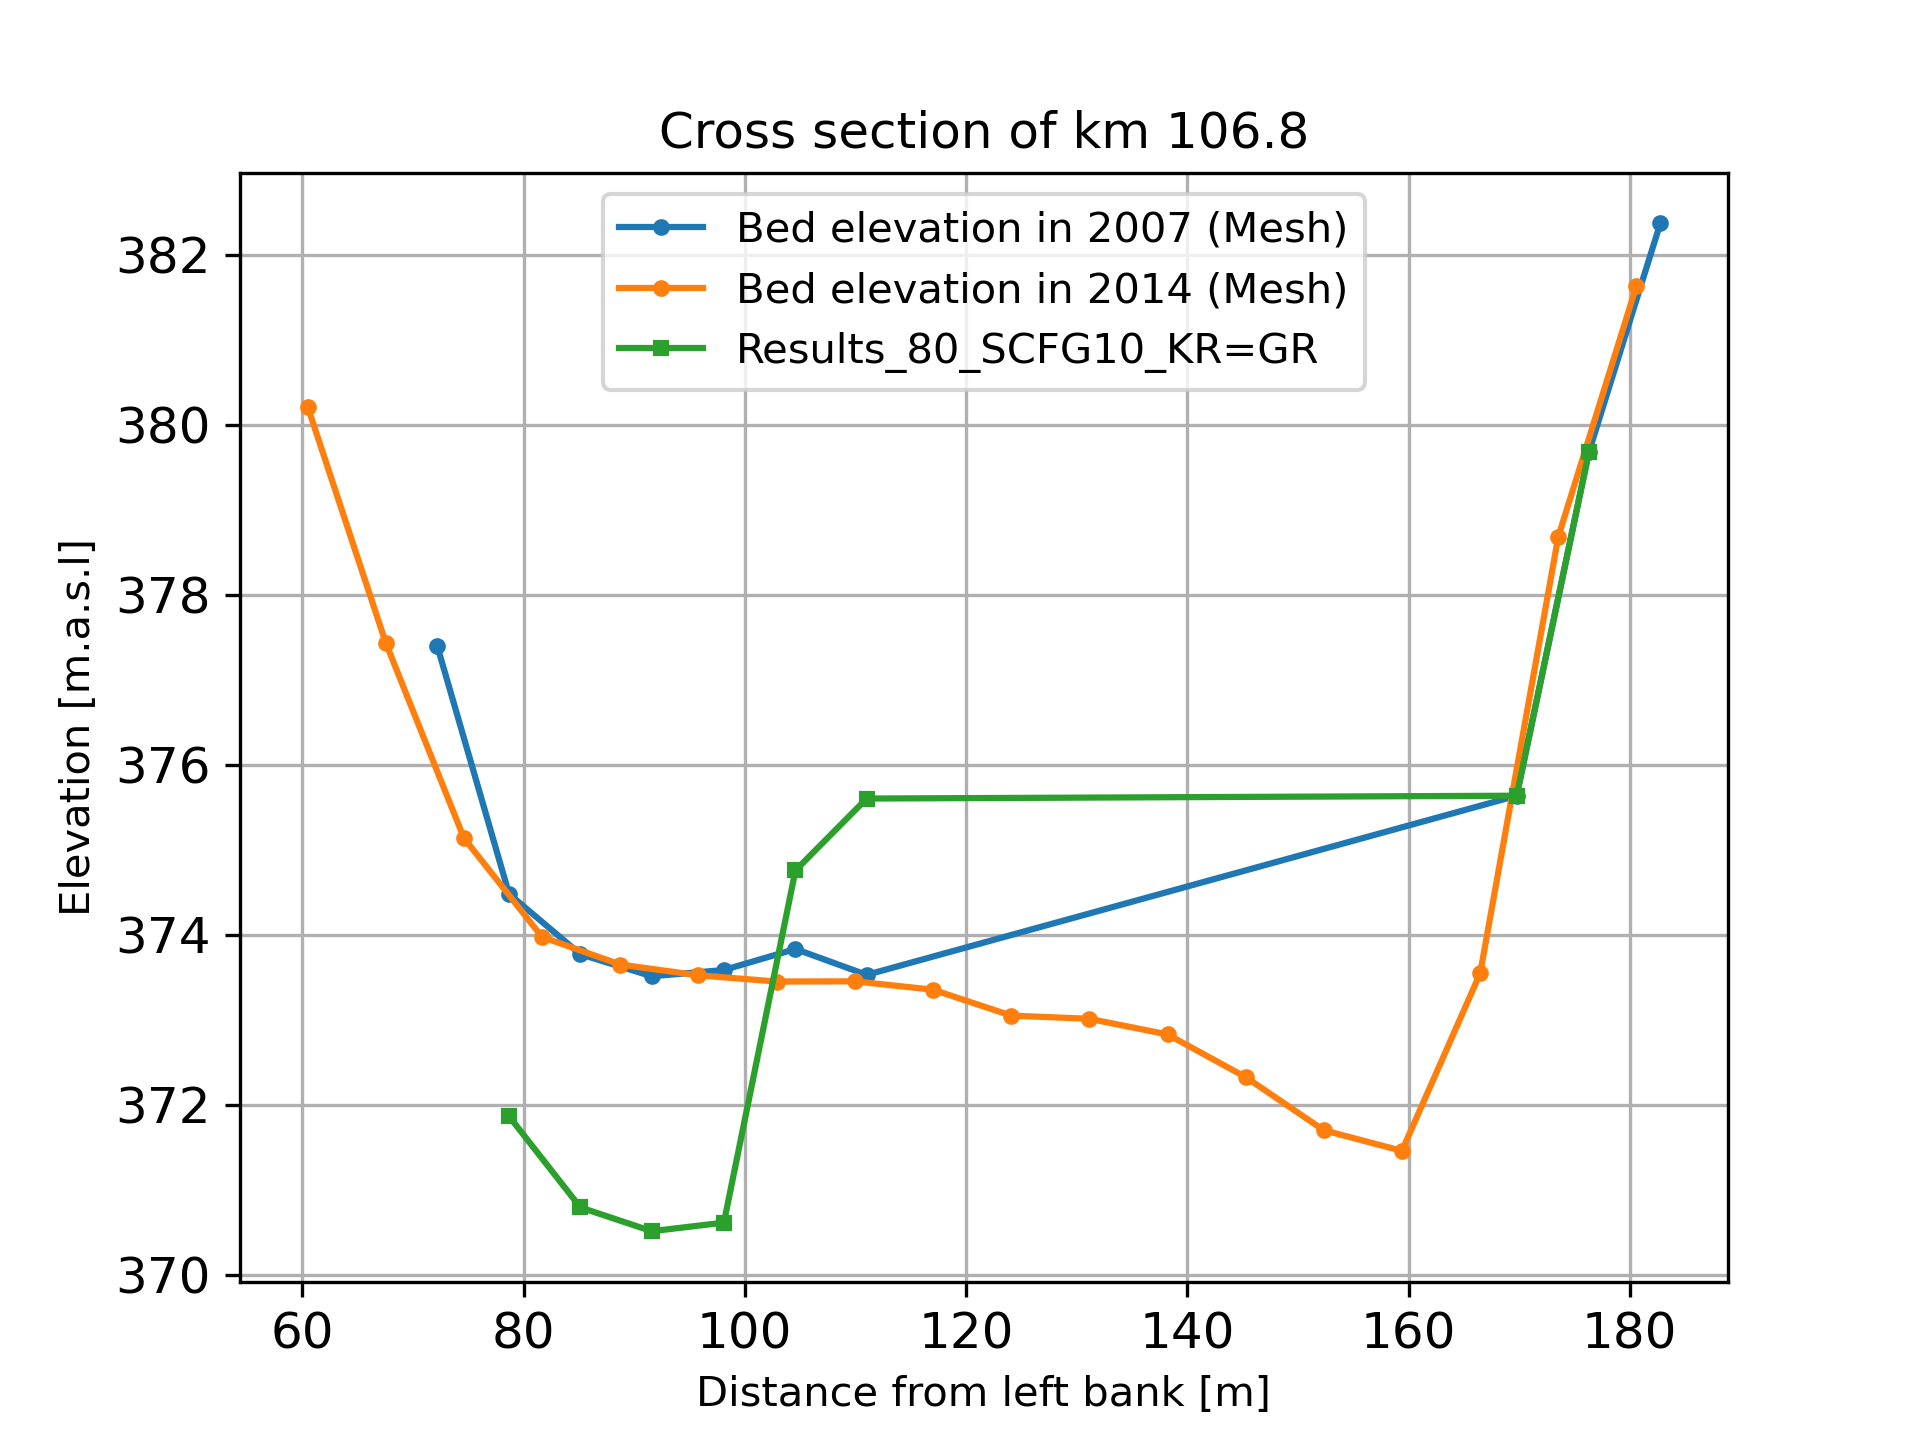 Cross section of km 106.8
Bed elevation in 2007 (Mesh)
Bed elevation in 2014 (Mesh)
Results_80_SCFG10_KR=GR
Elevation [m.a.s.l]
382
380
378
376
374
372
370
60 80 100 120 140 160 180
Distance from left bank [m]